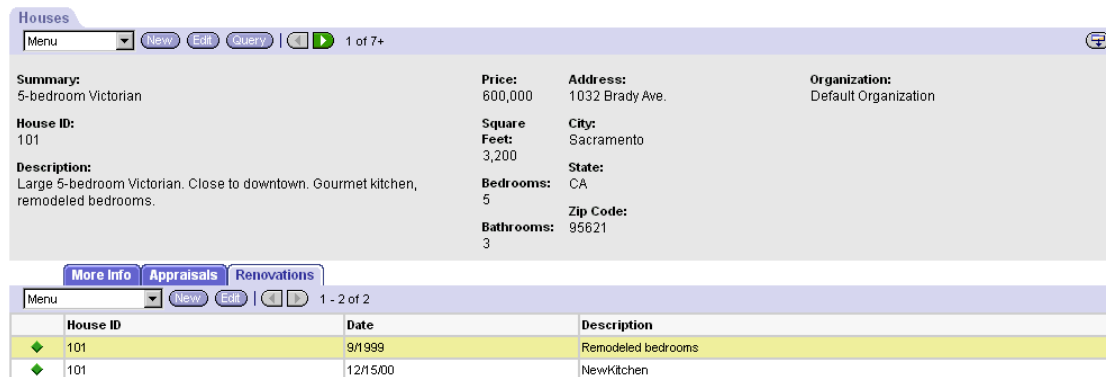 Houses
Menu New Edit Query | 1 of 7+
Summary:
5-bedroom Victorian
House ID:
101
Description:
Large 5-bedroom Victorian. Close to downtown. Gourmet kitchen,
remodeled bedrooms.
Price:
600,000
Square
Feet:
3,200
Bedrooms:
5
Bathrooms:
3
Address:
1032 Brady Ave.
City:
Sacramento
State:
CA
Zip Code:
95621
Organization:
Default Organization
More Info Appraisals Renovations
Menu New Edit | 1 - 2 of 2
House ID Date Description
101 9/1999 Remodeled bedrooms
101 12/15/00 NewKitchen